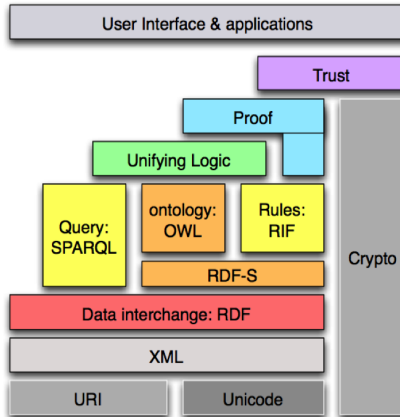 User Interface & applications
Trust
Proof
Unifying Logic
Query:
SPARQL
ontology:
OWL
Rules:
RIF
Crypto
RDF-S
Data interchange: RDF
XML
URI
Unicode